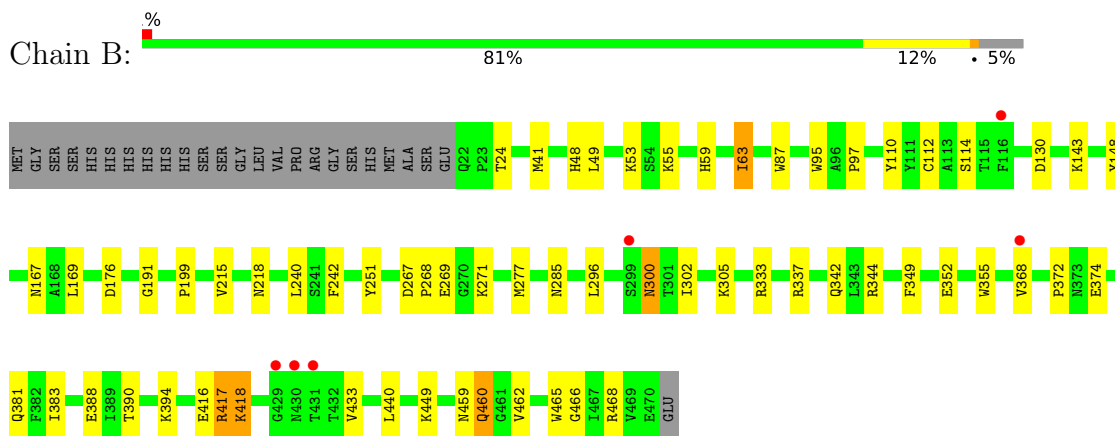 .%
Chain B:
81% 12% • 5%
MET GLY SER SER HIS HIS HIS HIS HIS HIS SER SER GLY LEU VAL PRO ARG GLY SER HIS MET ALA SER GLU Q22 P23 T24 M41 H48 L49 K53 S54 K55 H59 I63 W87 W95 A96 P97 Y110 Y111 C112 A113 S114 T115 F116 D130 K143 Y148
N167 A168 L169 D176 G191 P199 V215 N218 L240 S241 F242 Y251 D267 P268 E269 G270 K271 M277 N285 L296 S299 N300 T301 I302 K305 R333 R337 Q342 L343 R344 F349 E352 W355 V368 P372 N373 E374
Q381 F382 I383 E388 I389 T390 K394 E416 R417 K418 G429 N430 T431 T432 V433 L440 K449 N459 Q460 G461 V462 W465 G466 I467 R468 V469 E470 GLU